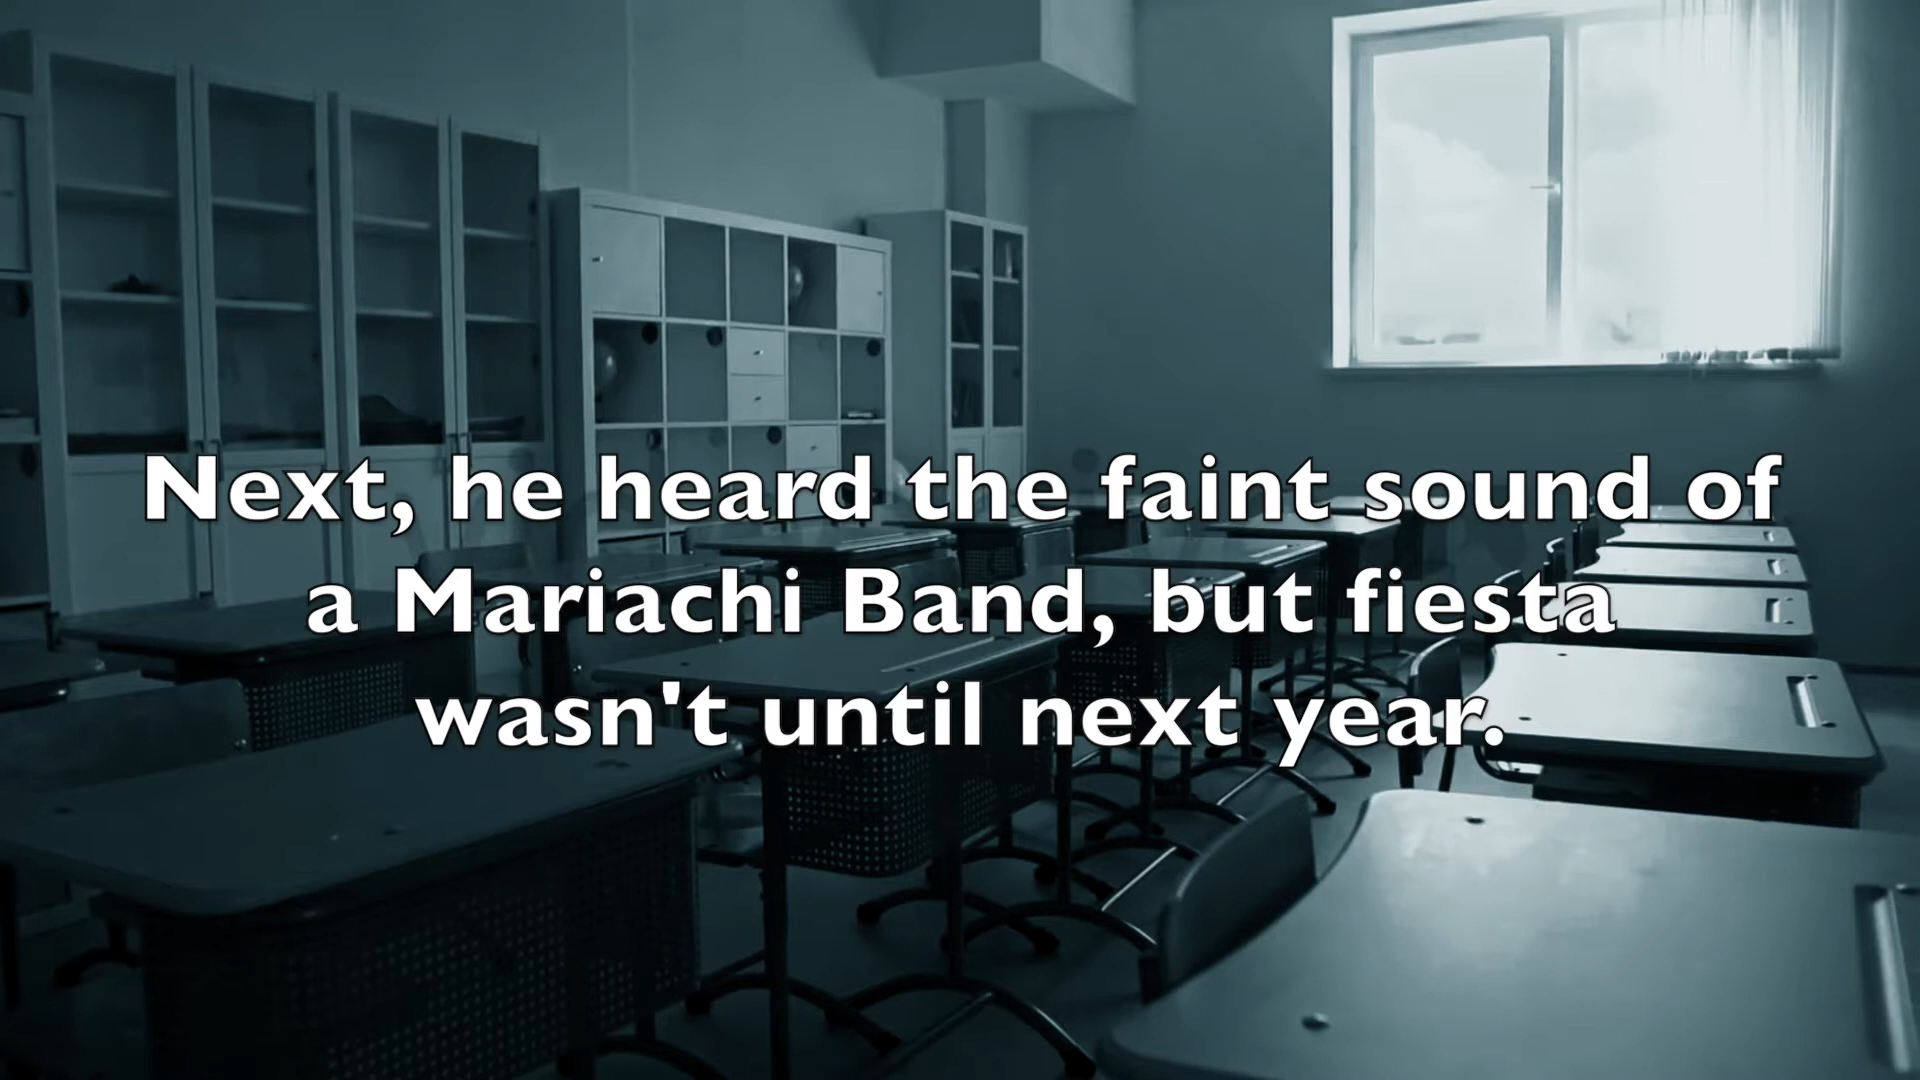 Next, he heard the faint sound of
a Mariachi Band, but fiesta
wasn't until next year.